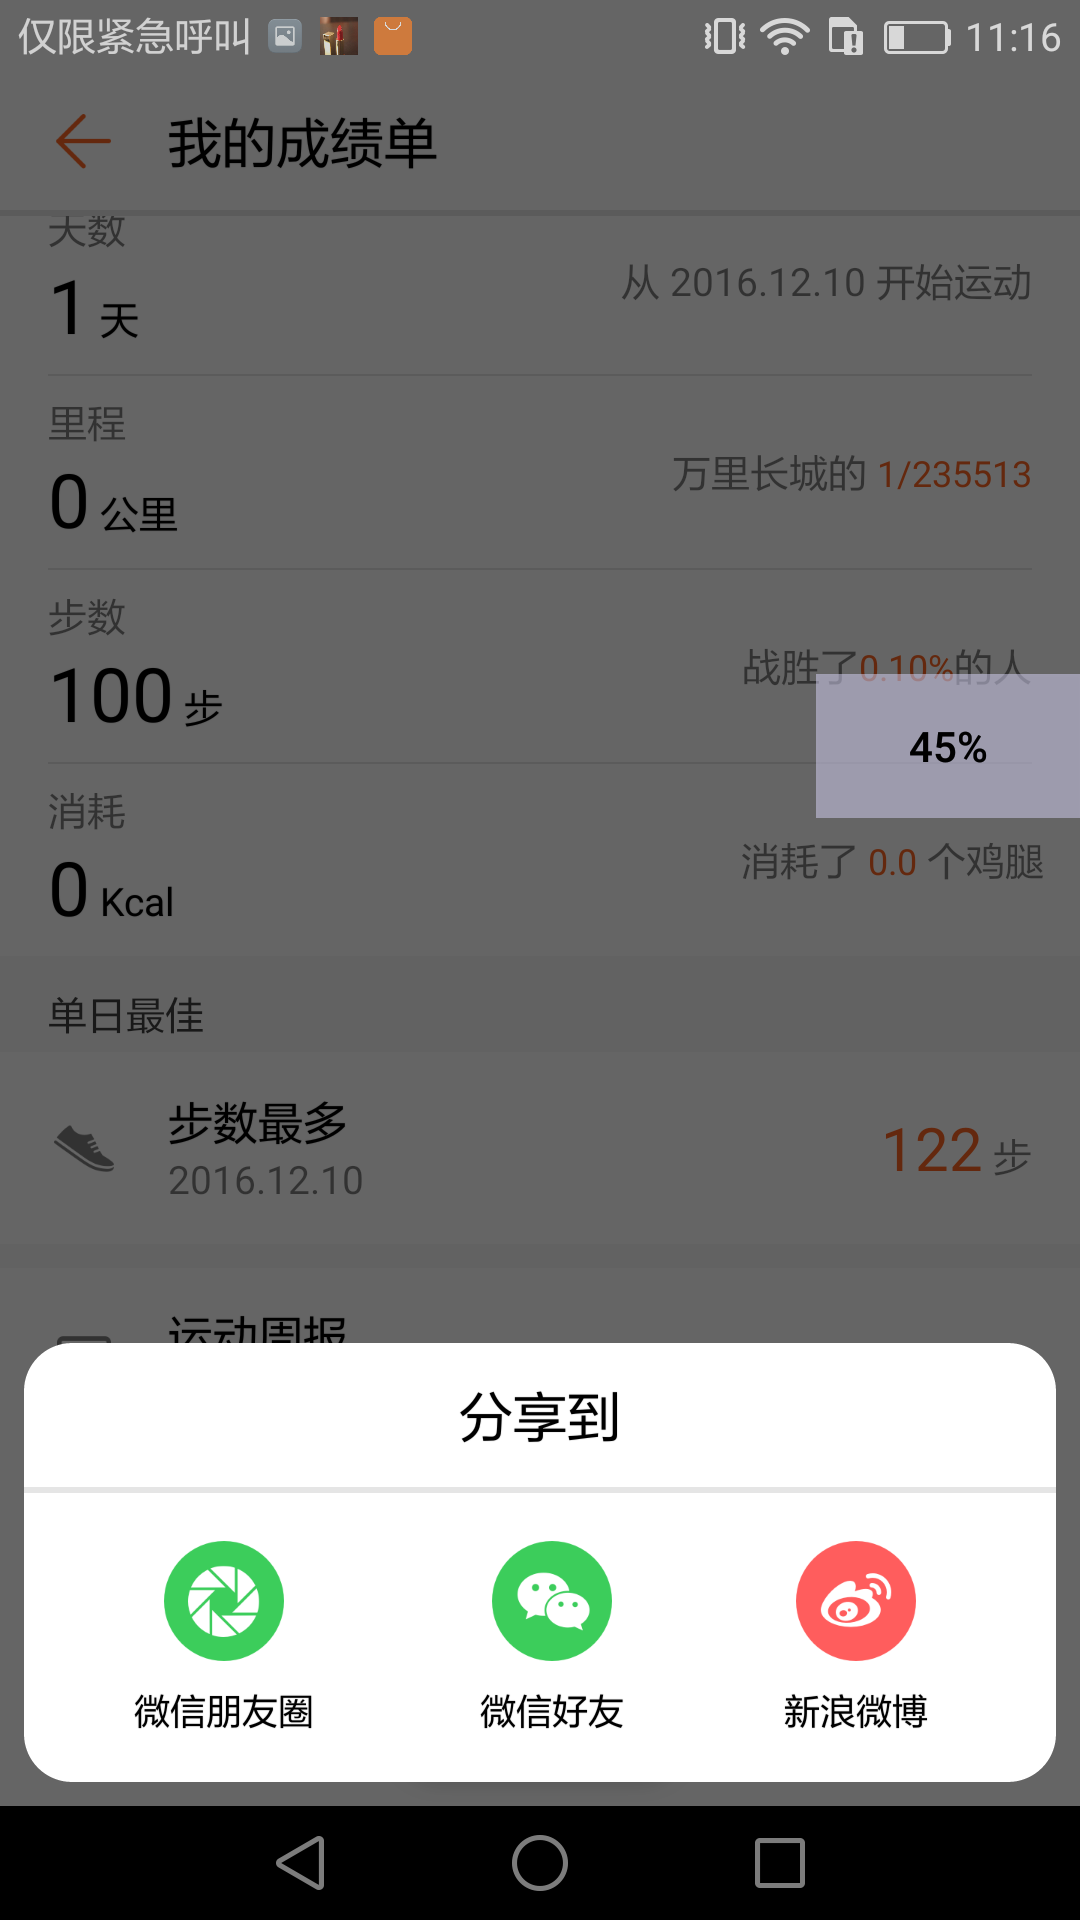 仅限紧急呼叫 11:16
我的成绩单
天数
从 2016.12.10 开始运动
1 天
里程
万里长城的 1/235513
0 公里
步数
战胜了0.10%的人
100 步
45%
消耗
消耗了 0.0 个鸡腿
0 Kcal
单日最佳
步数最多
122 步
2016.12.10
运动周报
分享到
微信朋友圈 微信好友 新浪微博